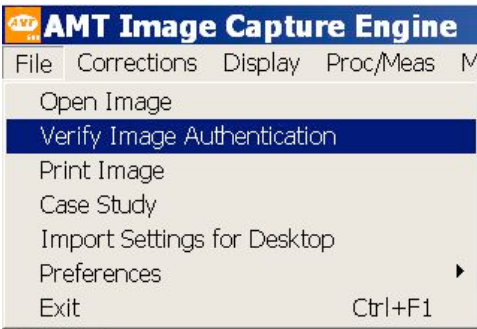 AMT Image Capture Engine
File Corrections Display Proc/Meas M
Open Image
Verify Image Authentication
Print Image
Case Study
Import Settings for Desktop
Preferences
Exit Ctrl+F1